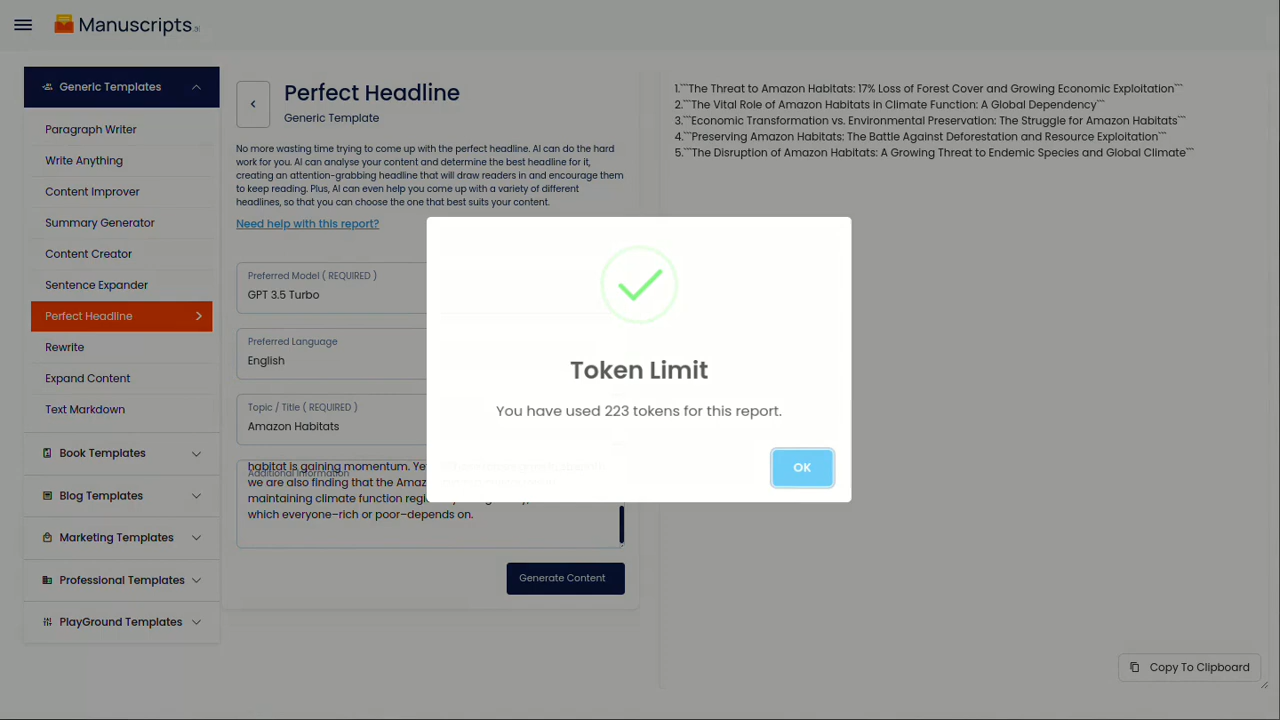 Manuscripts.ai
Generic Templates
Paragraph Writer
Write Anything
Content Improver
Summary Generator
Content Creator
Sentence Expander
Perfect Headline
Rewrite
Expand Content
Text Markdown
Book Templates
Blog Templates
Marketing Templates
Professional Templates
PlayGround Templates
Perfect Headline
Generic Template
No more wasting time trying to come up with the perfect headline. AI can do the hard
work for you. AI can analyse your content and determine the best headline for it,
creating an attention-grabbing headline that will draw readers in and encourage them
to keep reading. Plus, AI can even help you come up with a variety of different
headlines, so that you can choose the one that best suits your content.
Need help with this report?
Preferred Model ( REQUIRED )
GPT 3.5 Turbo
Preferred Language
English
Topic / Title ( REQUIRED )
Amazon Habitats
Additional Information
habitat is gaining momentum.
we are also finding that the
maintaining climate function
which everyone–rich or poor–depends on.
Generate Content
Token Limit
You have used 223 tokens for this report.
OK
1.```The Threat to Amazon Habitats: 17% Loss of Forest Cover and Growing Economic Exploitation```
2.```The Vital Role of Amazon Habitats in Climate Function: A Global Dependency```
3.```Economic Transformation vs. Environmental Preservation: The Struggle for Amazon Habitats```
4.```Preserving Amazon Habitats: The Battle Against Deforestation and Resource Exploitation```
5.```The Disruption of Amazon Habitats: A Growing Threat to Endemic Species and Global Climate```
Copy To Clipboard